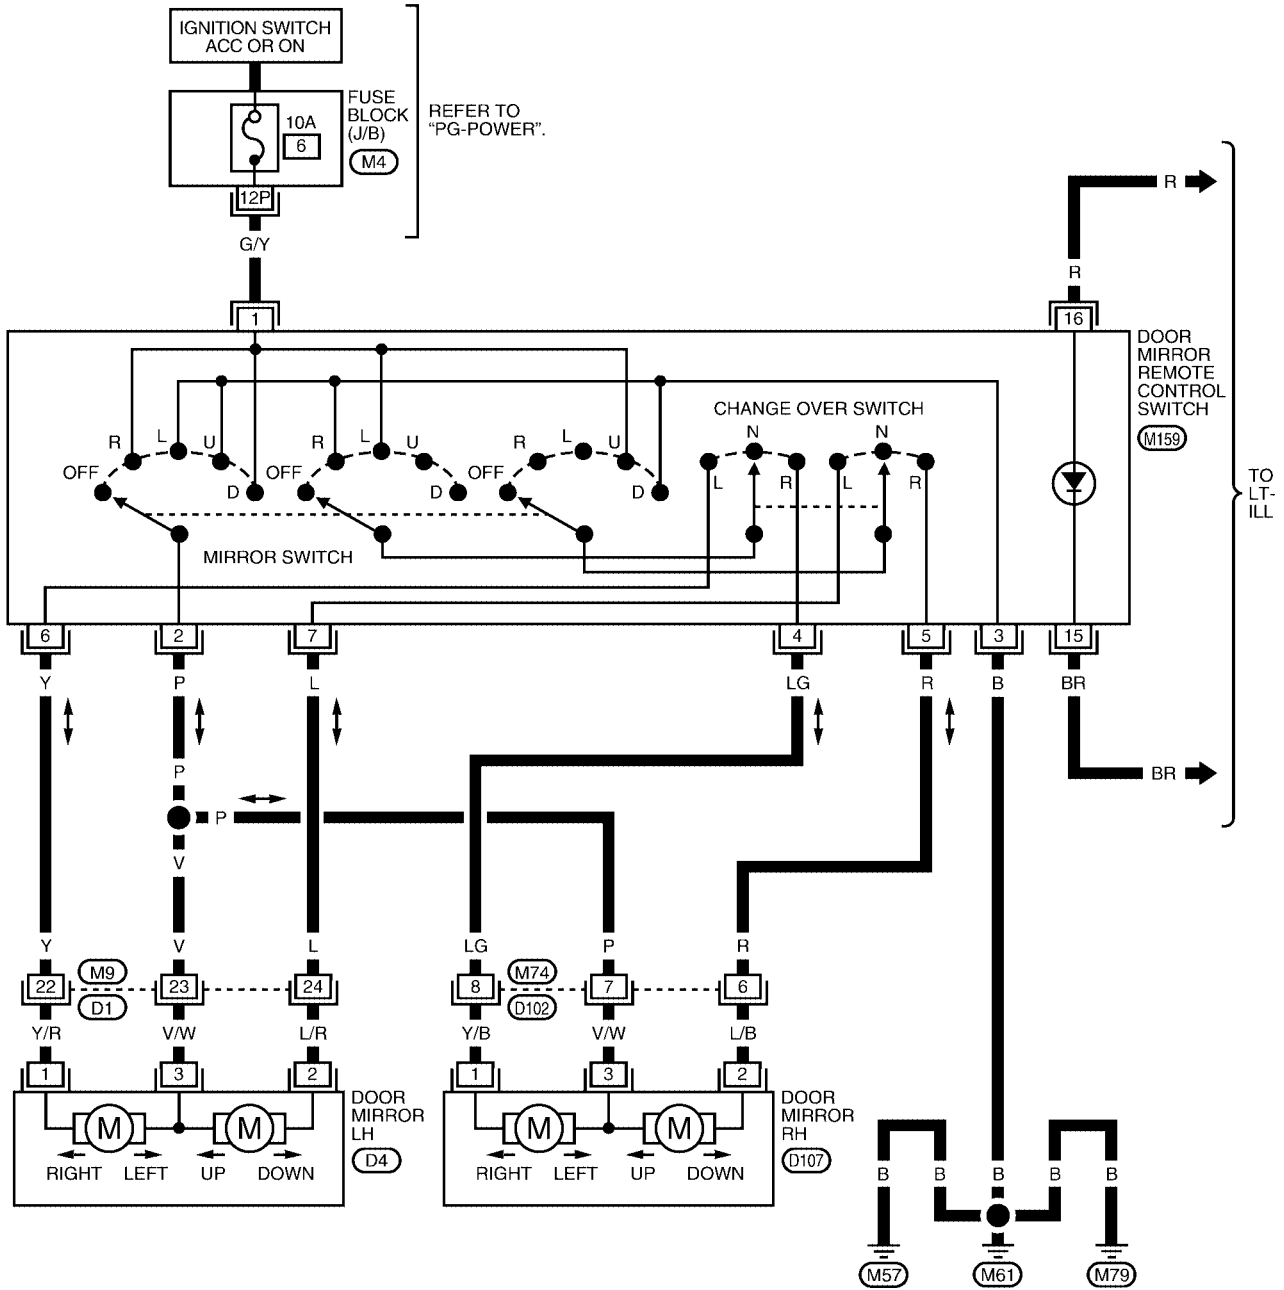 IGNITION SWITCH
ACC OR ON
FUSE
BLOCK
(J/B)
M4
10A
6
REFER TO
"PG-POWER".
12P
G/Y
R
R
1
16
DOOR
MIRROR
REMOTE
CONTROL
SWITCH
M159
TO
LT-
ILL
CHANGE OVER SWITCH
OFF R L U D
OFF R L U D
OFF R L U D
L N R
L N R
MIRROR SWITCH
6 2 7 4 5 3 15
Y P L LG R B BR
P
BR
P
V
Y V L LG P R
M9
M74
22 23 24 8 7 6
D1
D102
Y/R V/W L/R Y/B V/W L/B
1 3 2 1 3 2
DOOR
MIRROR
LH
D4
DOOR
MIRROR
RH
D107
M M M M
RIGHT LEFT UP DOWN
RIGHT LEFT UP DOWN
B B B B B
M57 M61 M79